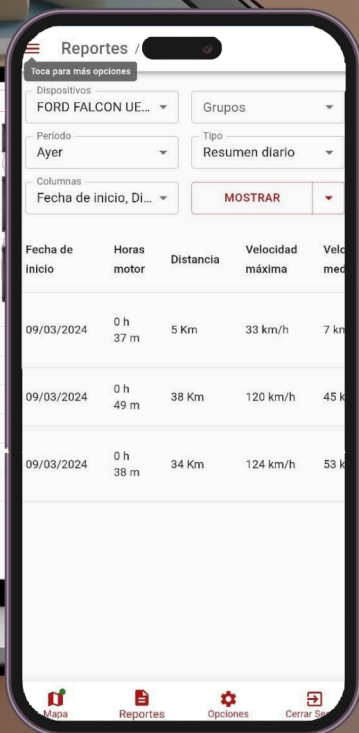 Reportes /
Toca para más opciones
Dispositivos
FORD FALCON UE...
Grupos
Período
Ayer
Tipo
Resumen diario
Columnas
Fecha de inicio, Di...
MOSTRAR
Fecha de inicio Horas motor Distancia Velocidad máxima
09/03/2024 0 h 37 m 5 Km 33 km/h 7
09/03/2024 0 h 49 m 38 Km 120 km/h 45
09/03/2024 0 h 38 m 34 Km 124 km/h 53
Mapa Reportes Opciones Cerrar